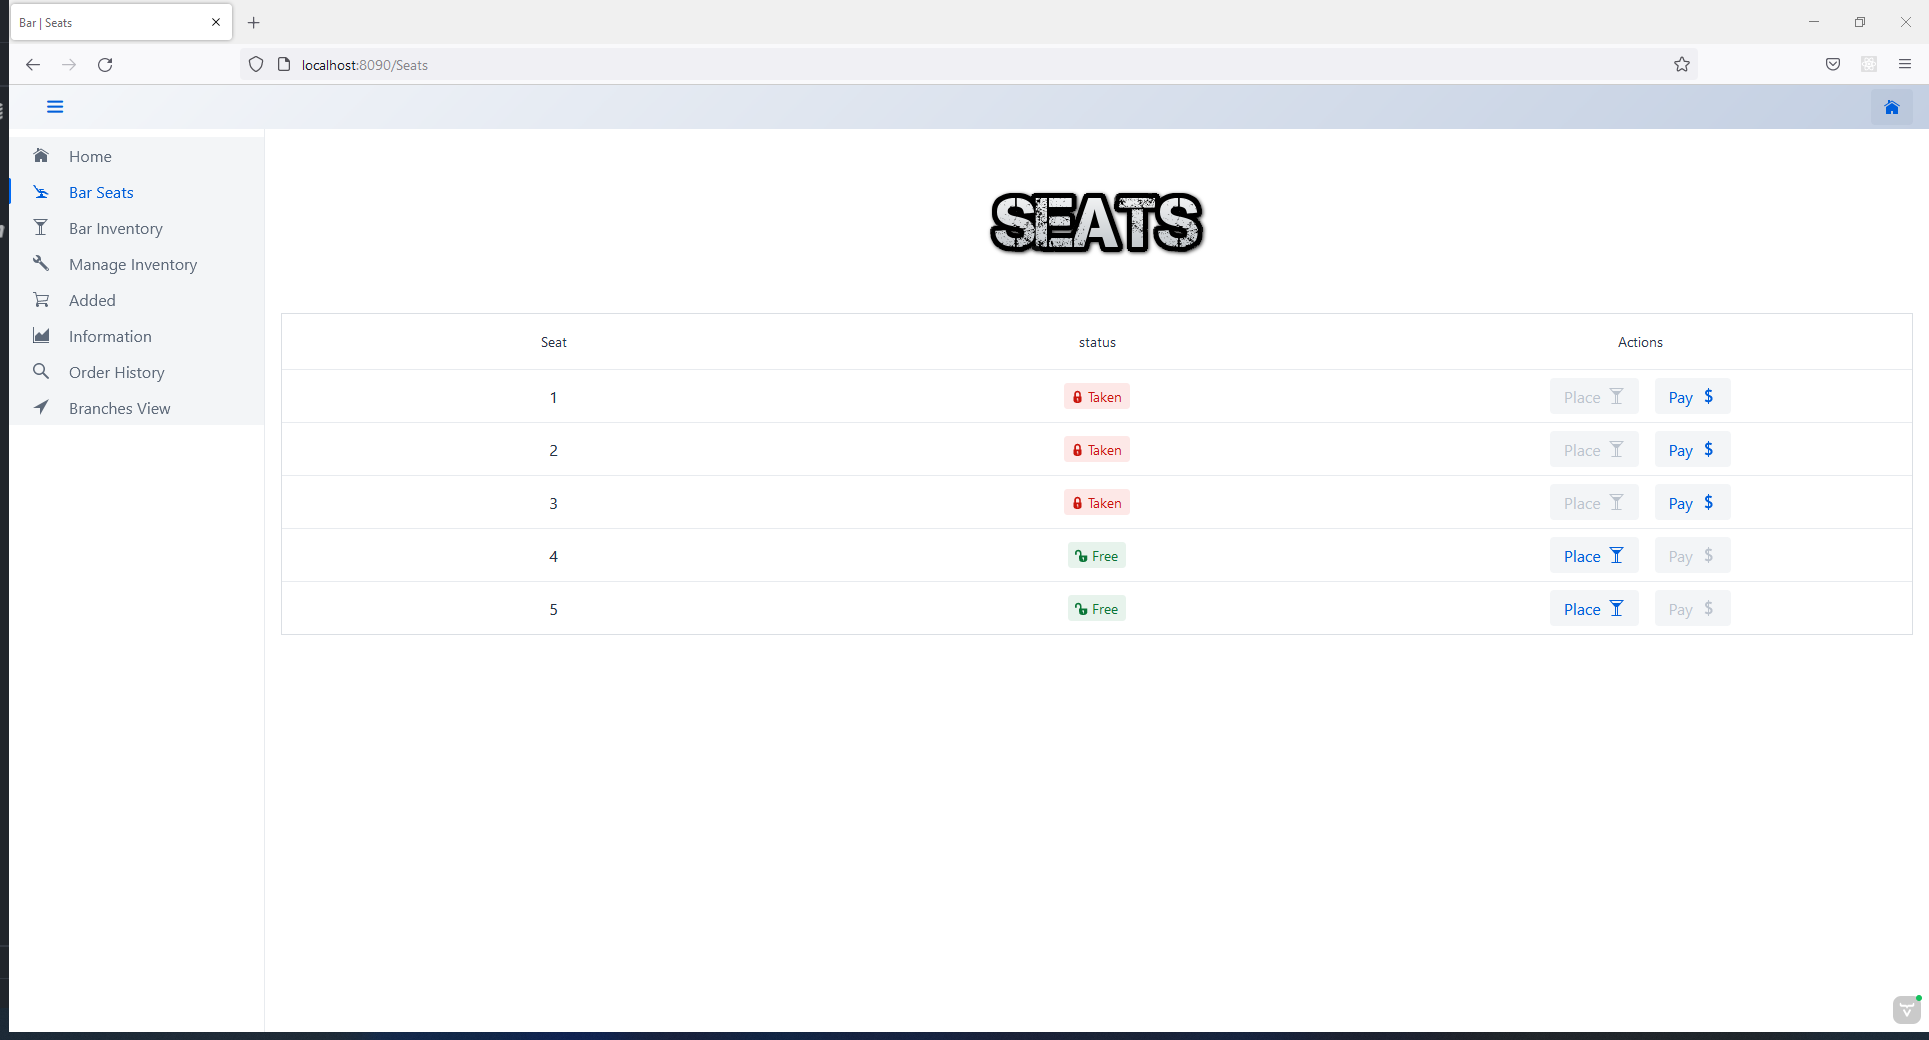 Bar | Seats
localhost:8090/Seats
Home
Bar Seats
Bar Inventory
Manage Inventory
Added
Information
Order History
Branches View
SEATS
Seat status Actions
1 Taken Place Pay $
2 Taken Place Pay $
3 Taken Place Pay $
4 Free Place Pay $
5 Free Place Pay $